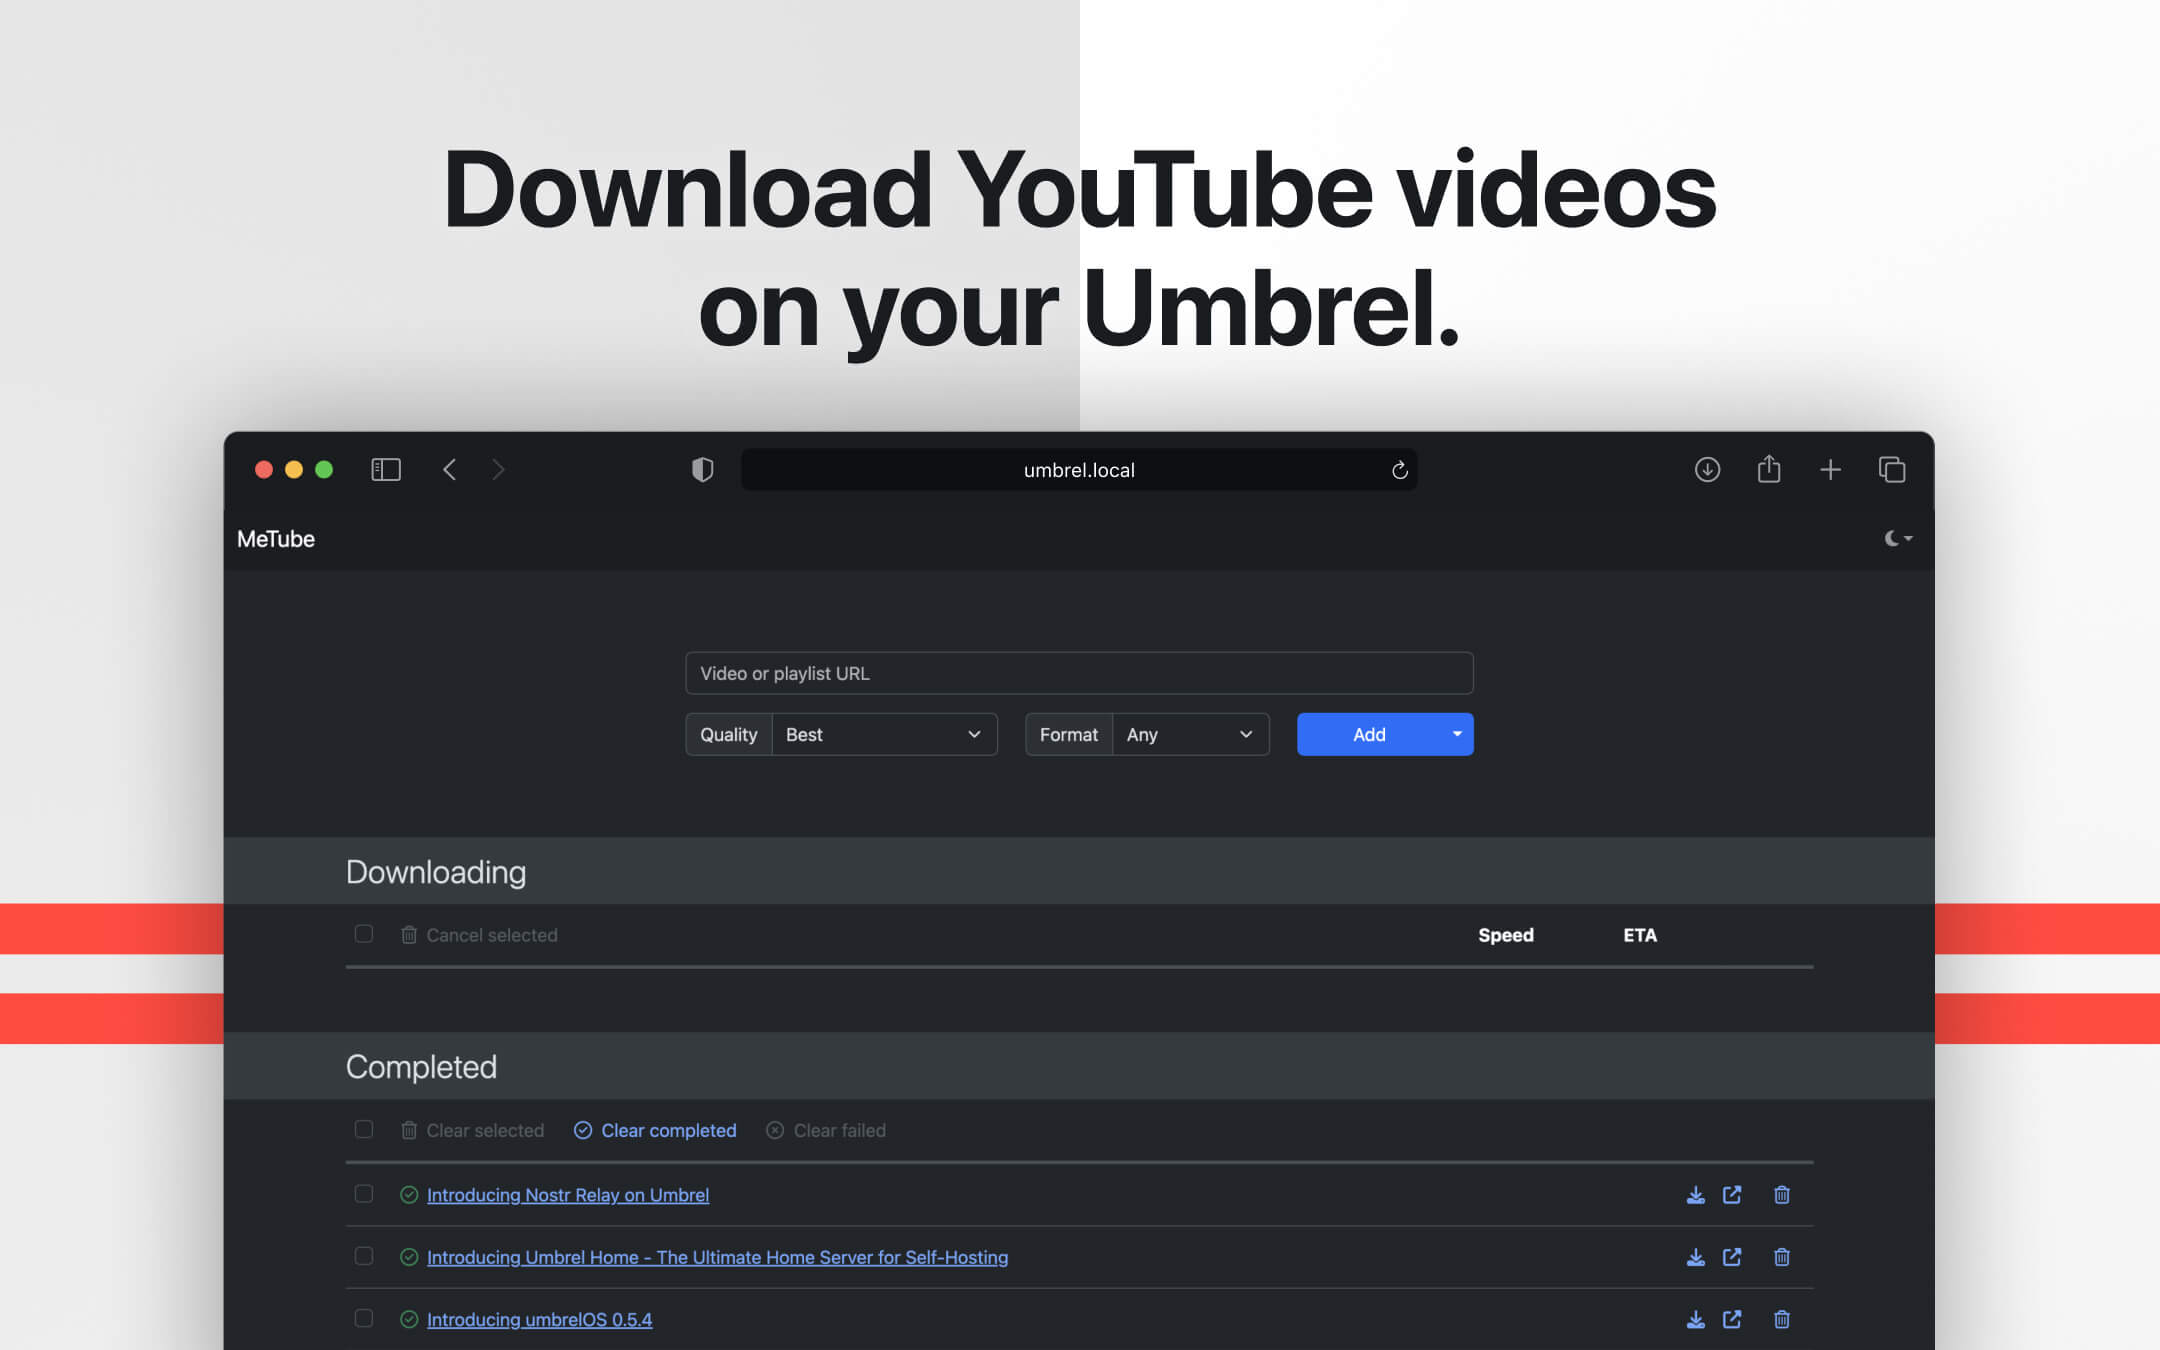 Download YouTube videos
on your Umbrel.
umbrel.local
MeTube
Video or playlist URL
Quality Best Format Any Add
Downloading
Cancel selected Speed ETA
Completed
Clear selected Clear completed Clear failed
Introducing Nostr Relay on Umbrel
Introducing Umbrel Home - The Ultimate Home Server for Self-Hosting
Introducing umbrelOS 0.5.4